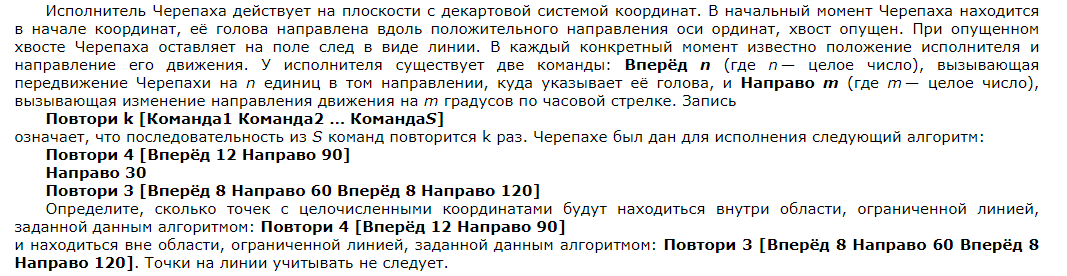 Исполнитель Черепаха действует на плоскости с декартовой системой координат. В начальный момент Черепаха находится
в начале координат, её голова направлена вдоль положительного направления оси ординат, хвост опущен. При опущенном
хвосте Черепаха оставляет на поле след в виде линии. В каждый конкретный момент известно положение исполнителя и
направление его движения. У исполнителя существует две команды: Вперёд n (где n — целое число), вызывающая
передвижение Черепахи на n единиц в том направлении, куда указывает её голова, и Направо m (где m — целое число),
вызывающая изменение направления движения на m градусов по часовой стрелке. Запись
Повтори k [Команда1 Команда2 … КомандаS]
означает, что последовательность из S команд повторится k раз. Черепахе был дан для исполнения следующий алгоритм:
Повтори 4 [Вперёд 12 Направо 90]
Направо 30
Повтори 3 [Вперёд 8 Направо 60 Вперёд 8 Направо 120]
Определите, сколько точек с целочисленными координатами будут находиться внутри области, ограниченной линией,
заданной данным алгоритмом: Повтори 4 [Вперёд 12 Направо 90]
и находиться вне области, ограниченной линией, заданной данным алгоритмом: Повтори 3 [Вперёд 8 Направо 60 Вперёд 8
Направо 120]. Точки на линии учитывать не следует.